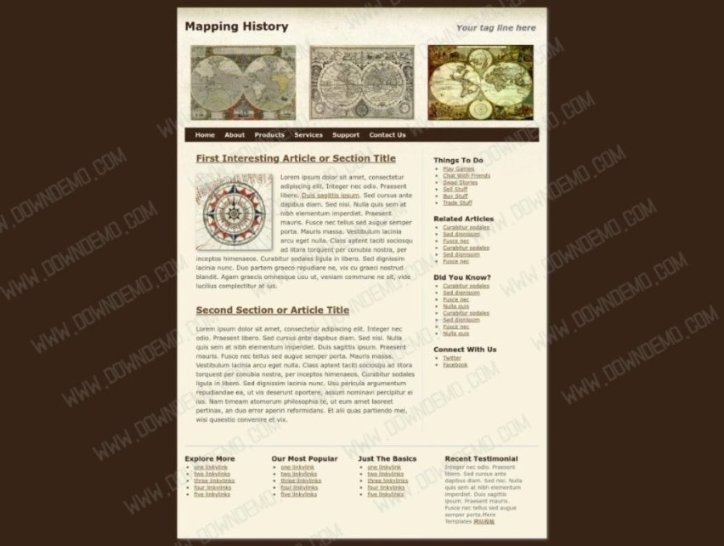 Mapping History
Your tag line here
Home About Products Services Support Contact Us
First Interesting Article or Section Title
Lorem ipsum dolor sit amet, consectetur
adipiscing elit. Integer nec odio. Praesent
libero. Duis sagittis ipsum. Sed cursus ante
dapibus diam. Sed nisi. Nulla quis sem at
nibh elementum imperdiet. Praesent
mauris. Fusce nec tellus sed augue semper
porta. Mauris massa. Vestibulum lacinia
arcu eget nulla. Class aptent taciti sociosqu
ad litora torquent per conubia nostra, per
inceptos himenaeos. Curabitur sodales ligula in libero. Sed dignissim
lacinia nunc. Duo partem graeco repudiare ne, vix cu graeci nostrud
blandit. Agam graecis omnesque usu ut, veniam commune ne sit, vide
lucilius complectitur at ius.
Second Section or Article Title
Lorem ipsum dolor sit amet, consectetur adipiscing elit. Integer nec
odio. Praesent libero. Sed cursus ante dapibus diam. Sed nisi. Nulla
quis sem at nibh elementum imperdiet. Duis sagittis ipsum. Praesent
mauris. Fusce nec tellus sed augue semper porta. Mauris massa.
Vestibulum lacinia arcu eget nulla. Class aptent taciti sociosqu ad litora
torquent per conubia nostra, per inceptos himenaeos. Curabitur sodales
ligula in libero. Sed dignissim lacinia nunc. Usu pericula argumentum
repudiandae ea, ut vis deserunt oportere, assum nominavi percipitur ei
ius. Nam timeam atomorum philosophia te, ut eum amet laoreet
pertinax, an duo error aperiri reformidans. Et alii quas partiendo mei,
wisi quaestio convenire et vix.
Things To Do
Play Games
Chat With Friends
Swap Stories
Sell Stuff
Buy Stuff
Trade Stuff
Related Articles
Curabitur sodales
Sed dignissim
Fusce nec
Curabitur sodales
Sed dignissim
Fusce nec
Did You Know?
Curabitur sodales
Sed dignissim
Fusce nec
Nulla quis
Curabitur sodales
Sed dignissim
Fusce nec
Nulla quis
Connect With Us
Twitter
Facebook
Explore More
one linkylink
two linkylinks
three linkylinks
four linkylinks
five linkylinks
Our Most Popular
one linkylink
two linkylinks
three linkylinks
four linkylinks
five linkylinks
Just The Basics
one linkylink
two linkylinks
three linkylinks
four linkylinks
five linkylinks
Recent Testimonial
Integer nec odio. Praesent
libero. Sed cursus ante
dapibus diam. Sed nisi. Nulla
quis sem at nibh elementum
imperdiet. Duis sagittis
ipsum. Praesent mauris.
Fusce nec tellus sed augue
semper porta.More
Templates 网站模板
WWW.DOWNDEMO.COM